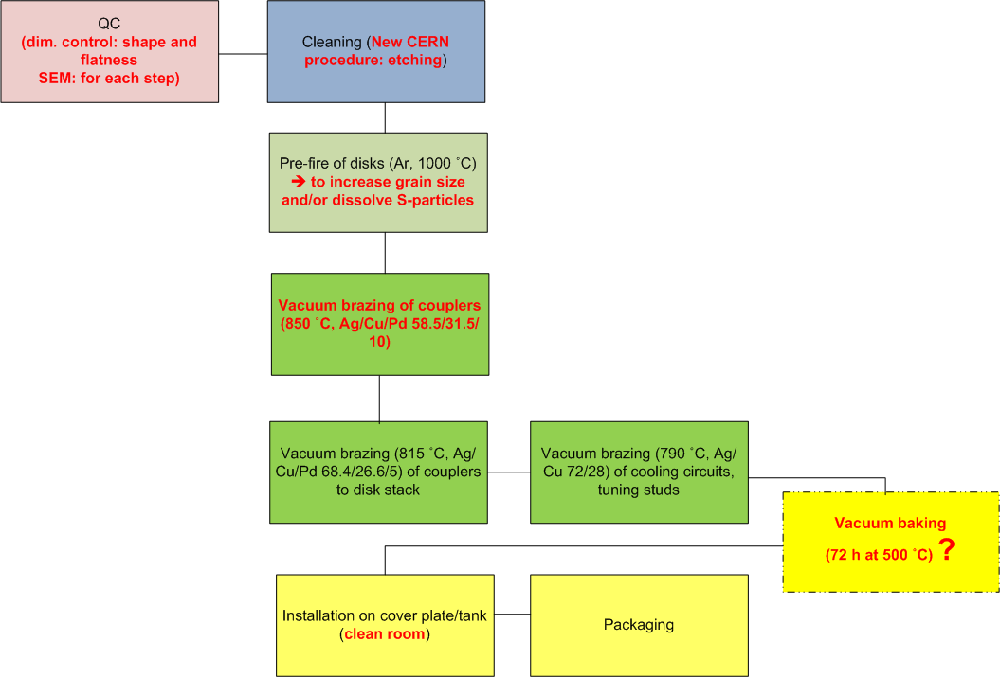 QC
(dim. control: shape and
flatness
SEM: for each step)
Cleaning (New CERN
procedure: etching)
Pre-fire of disks (Ar, 1000 ˚C)
➔ to increase grain size
and/or dissolve S-particles
Vacuum brazing of couplers
(850 ˚C, Ag/Cu/Pd 58.5/31.5/
10)
Vacuum brazing (815 ˚C, Ag/
Cu/Pd 68.4/26.6/5) of couplers
to disk stack
Vacuum brazing (790 ˚C, Ag/
Cu 72/28) of cooling circuits,
tuning studs
Vacuum baking
(72 h at 500 ˚C) ?
Installation on cover plate/tank
(clean room)
Packaging